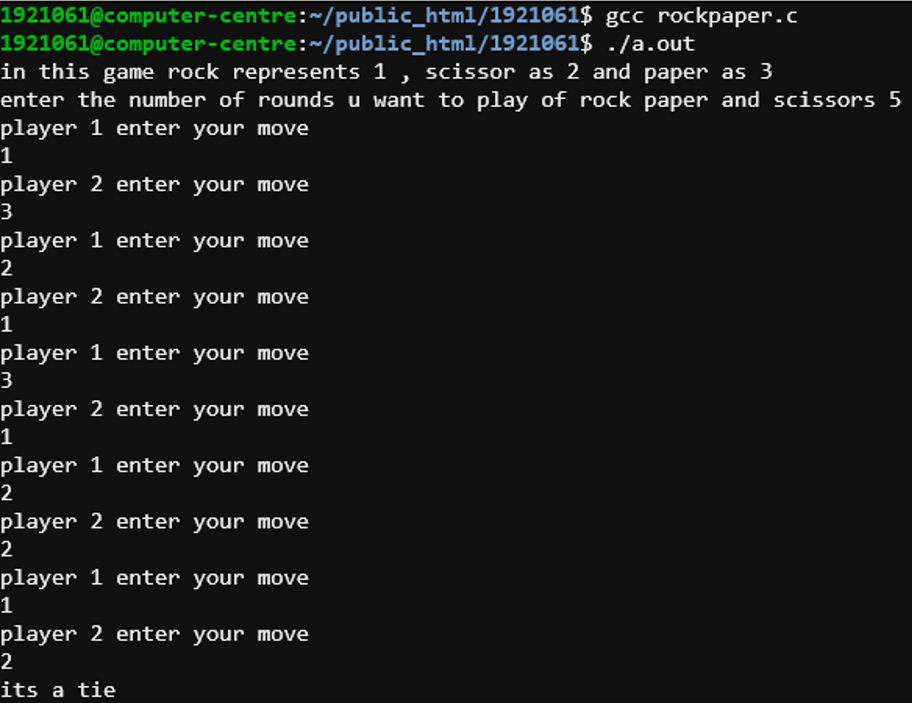 1921061@computer-centre:~/public_html/1921061$ gcc rockpaper.c
1921061@computer-centre:~/public_html/1921061$ ./a.out
in this game rock represents 1 , scissor as 2 and paper as 3
enter the number of rounds u want to play of rock paper and scissors 5
player 1 enter your move
1
player 2 enter your move
3
player 1 enter your move
2
player 2 enter your move
1
player 1 enter your move
3
player 2 enter your move
1
player 1 enter your move
2
player 2 enter your move
2
player 1 enter your move
1
player 2 enter your move
2
its a tie